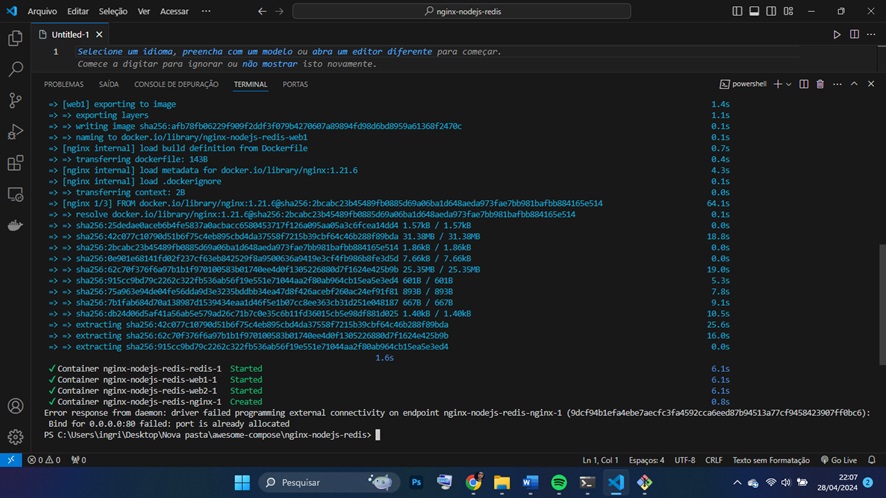 Arquivo Editar Seleção Ver Acessar ··· nginx-nodejs-redis
Untitled-1
1 Selecione um idioma, preencha com um modelo ou abra um editor diferente para começar.
Comece a digitar para ignorar ou não mostrar isto novamente.
PROBLEMAS SAÍDA CONSOLE DE DEPURAÇÃO TERMINAL PORTAS powershell
=> [web1] exporting to image 1.4s
=> => exporting layers 1.1s
=> => writing image sha256:afb78fb06229f909f2ddf3f079b4270607a89894fd98d6bd8959a61368f2470c 0.1s
=> => naming to docker.io/library/nginx-nodejs-redis-web1 0.1s
=> [nginx internal] load build definition from Dockerfile 0.7s
=> => transferring dockerfile: 143B 0.4s
=> [nginx internal] load metadata for docker.io/library/nginx:1.21.6 4.3s
=> [nginx internal] load .dockerignore 0.1s
=> => transferring context: 2B 0.0s
=> [nginx 1/3] FROM docker.io/library/nginx:1.21.6@sha256:2bcabc23b45489fb0885d69a06ba1d648aeda973fae7bb981bafbb884165e514 64.1s
=> => resolve docker.io/library/nginx:1.21.6@sha256:2bcabc23b45489fb0885d69a06ba1d648aeda973fae7bb981bafbb884165e514 0.1s
=> => sha256:25dedae0aceb6b4fe5837a0acbacc6580453717f126a095aa05a3c6fcea14dd4 1.57kB / 1.57kB 0.0s
=> => sha256:42c077c10790d51b6f75c4eb895cbd4da37558f7215b39cbf64c46b288f89bda 31.38MB / 31.38MB 18.8s
=> => sha256:2bcabc23b45489fb0885d69a06ba1d648aeda973fae7bb981bafbb884165e514 1.86kB / 1.86kB 0.0s
=> => sha256:0e901e68141fd02f237cf63eb842529f8a9500636a9419e3cf4fb986b8fe3d5d 7.66kB / 7.66kB 0.0s
=> => sha256:62c70f376f6a97b1b1f970100583b01740ee4d0f1305226880d7f1624e425b9b 25.35MB / 25.35MB 19.0s
=> => sha256:915cc9bd79c2262c322fb536ab56f19e551e71044aa2f80ab964cb15ea5e3ed4 601B / 601B 5.3s
=> => sha256:75a963e94de04fe56dda9d3e3235bddbb34ea47d8f426acebf260ac24ef91f81 893B / 893B 7.8s
=> => sha256:7b1fab684d70a138987d1539434eaa1d46f5e1b07cc8ee363cb31d251e048187 667B / 667B 9.1s
=> => sha256:db24d06d5af41a56ab5e579ad26c71b7c0e35c16b0ffd11e36d15cb5e98df881d025 1.40kB / 1.40kB 10.5s
=> => extracting sha256:42c077c10790d51b6f75c4eb895cbd4da37558f7215b39cbf64c46b288f89bda 25.6s
=> => extracting sha256:62c70f376f6a97b1b1f970100583b01740ee4d0f1305226880d7f1624e425b9b 16.0s
=> => extracting sha256:915cc9bd79c2262c322fb536ab56f19e551e71044aa2f80ab964cb15ea5e3ed4 0.0s
1.6s
✓ Container nginx-nodejs-redis-redis-1 Started 6.1s
✓ Container nginx-nodejs-redis-web1-1 Started 6.1s
✓ Container nginx-nodejs-redis-web2-1 Started 6.1s
✓ Container nginx-nodejs-redis-nginx-1 Created 0.8s
Error response from daemon: driver failed programming external connectivity on endpoint nginx-nodejs-redis-nginx-1 (9dcf94b1efa4ebe7aecfc3fa4592cca6eed87b94513a77cf9458423907ff0bc6):
Bind for 0.0.0.0:80 failed: port is already allocated
PS C:\Users\ingri\Desktop\Nova pasta\awesome-compose\nginx-nodejs-redis>
0 0 0 Ln 1, Col 1 Espaços: 4 UTF-8 CRLF Texto sem Formatação Go Live
Pesquisar 22:07
28/04/2024 2